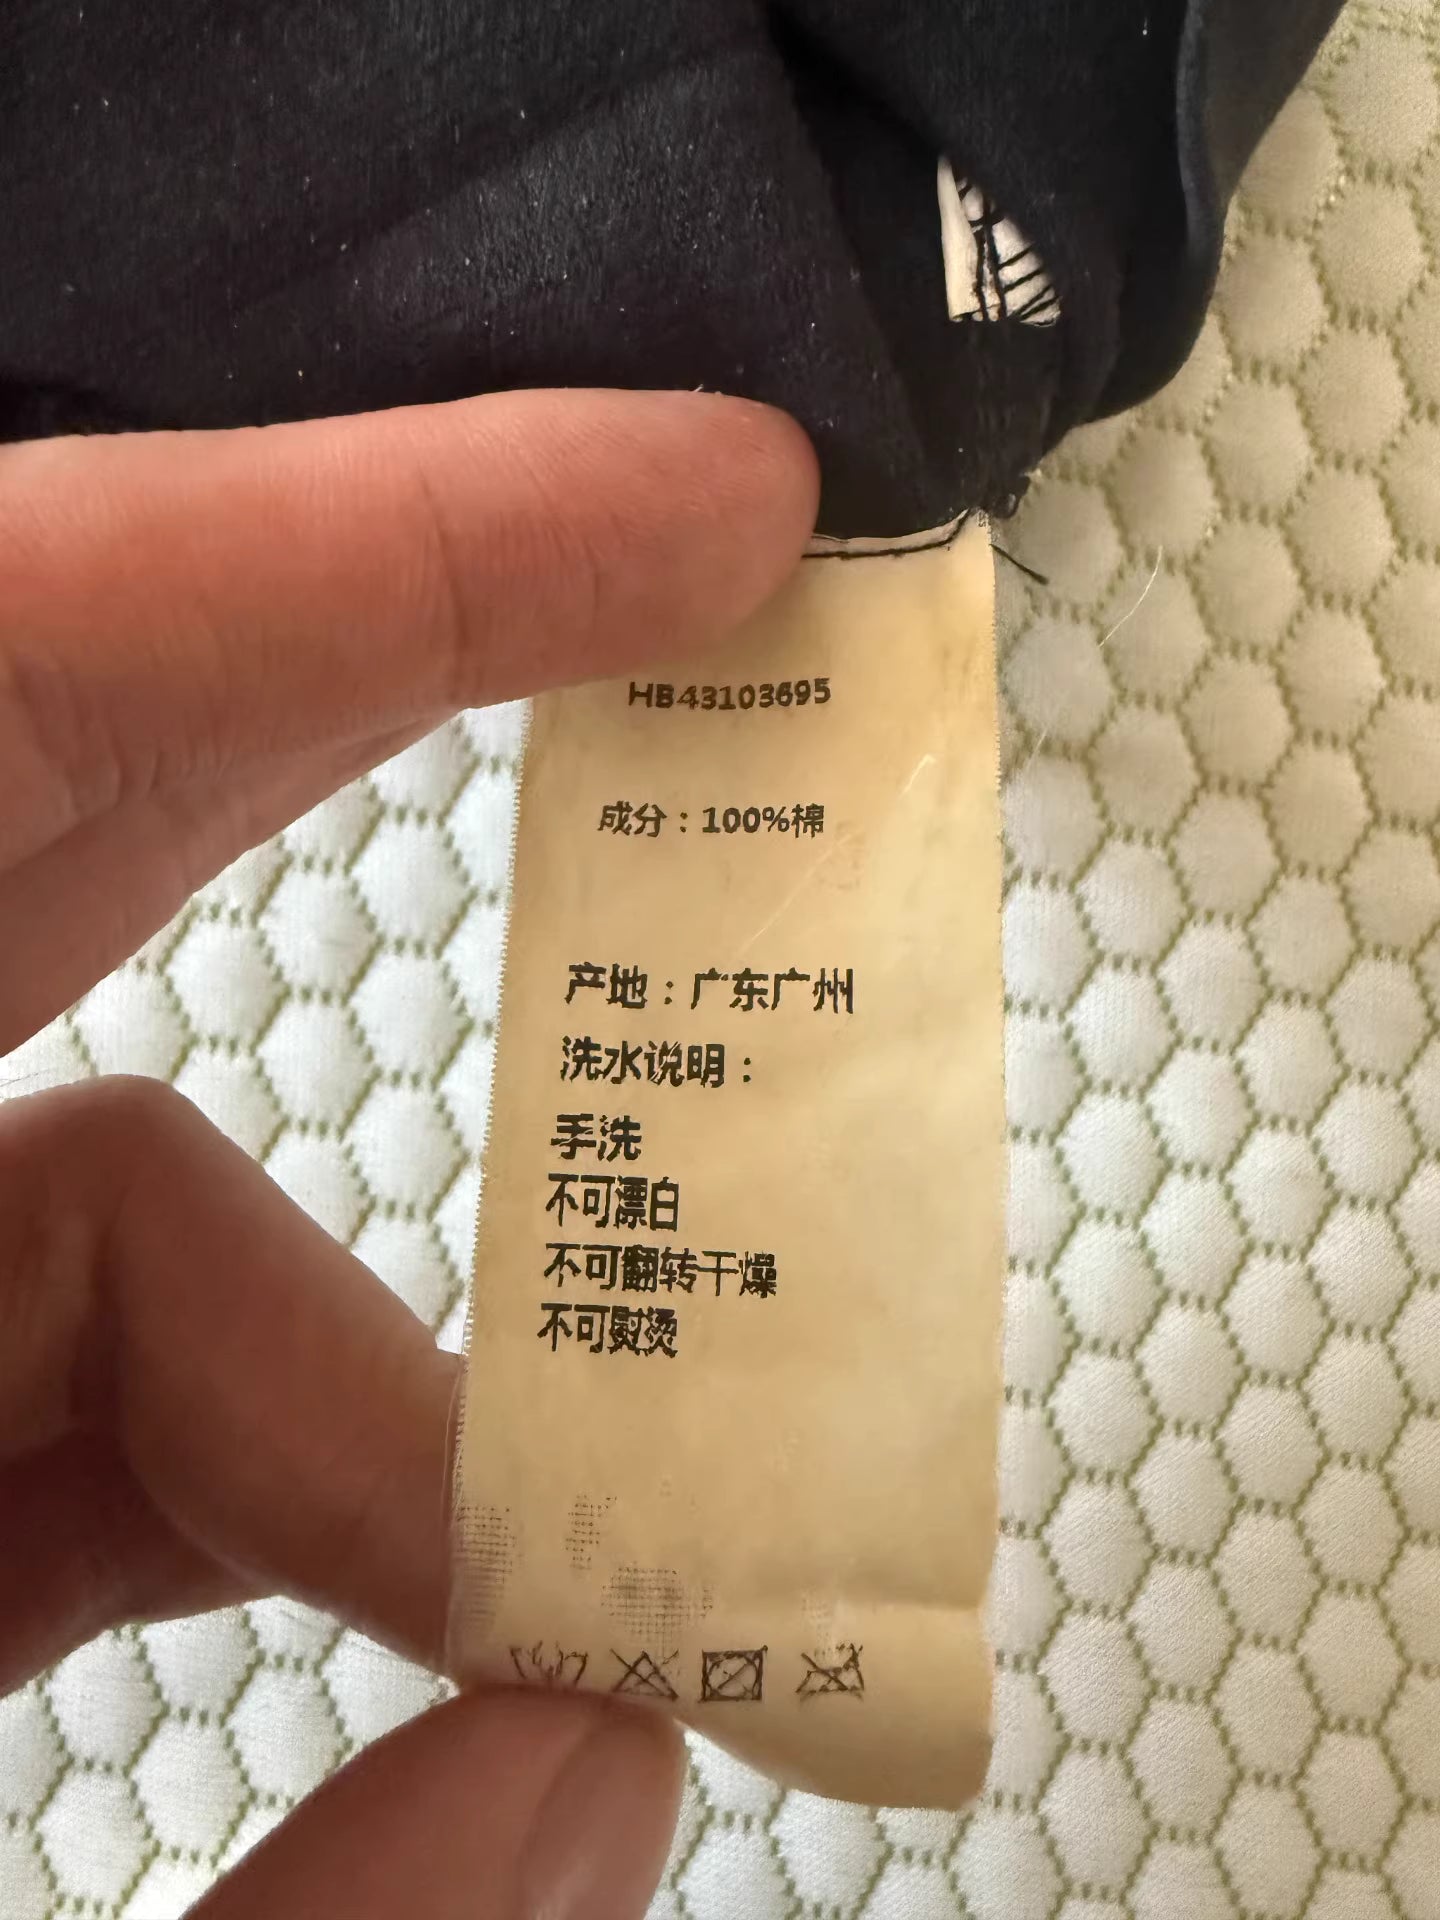 HB43103695
成分：100%棉
产地：广东广州
洗水说明：
手洗
不可漂白
不可翻转干燥
不可熨烫